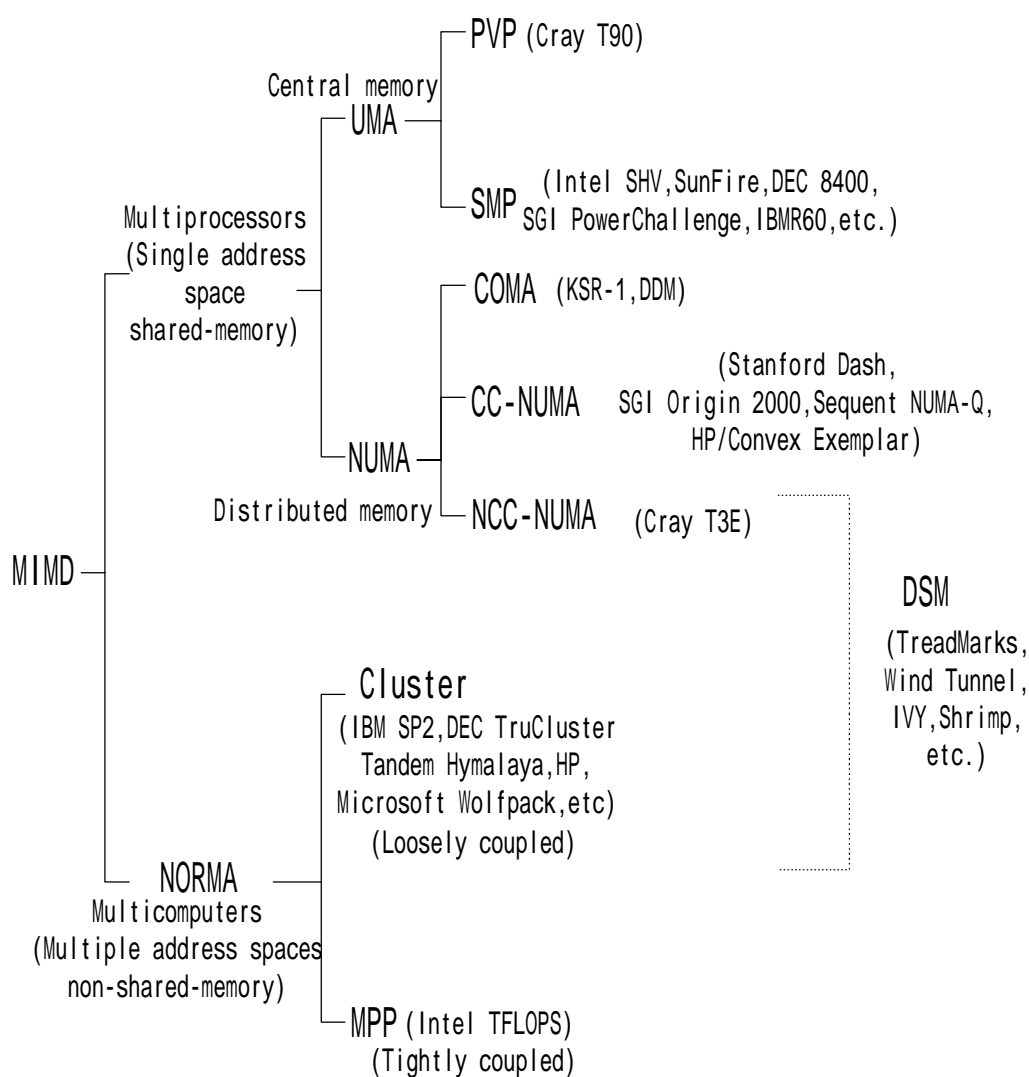 PVP (Cray T90)
Central memory
UMA
SMP
(Intel SHV,SunFire,DEC 8400,
SGI PowerChallenge,IBMR60,etc.)
Multiprocessors
(Single address
space
shared-memory)
COMA (KSR-1,DDM)
CC-NUMA
(Stanford Dash,
SGI Origin 2000,Sequent NUMA-Q,
HP/Convex Exemplar)
NUMA
Distributed memory
NCC-NUMA (Cray T3E)
MIMD
DSM
(TreadMarks,
Wind Tunnel,
IVY,Shrimp,
etc.)
Cluster
(IBM SP2,DEC TruCluster
Tandem Hymalaya,HP,
Microsoft Wolfpack,etc)
(Loosely coupled)
NORMA
Multicomputers
(Multiple address spaces
non-shared-memory)
MPP (Intel TFLOPS)
(Tightly coupled)